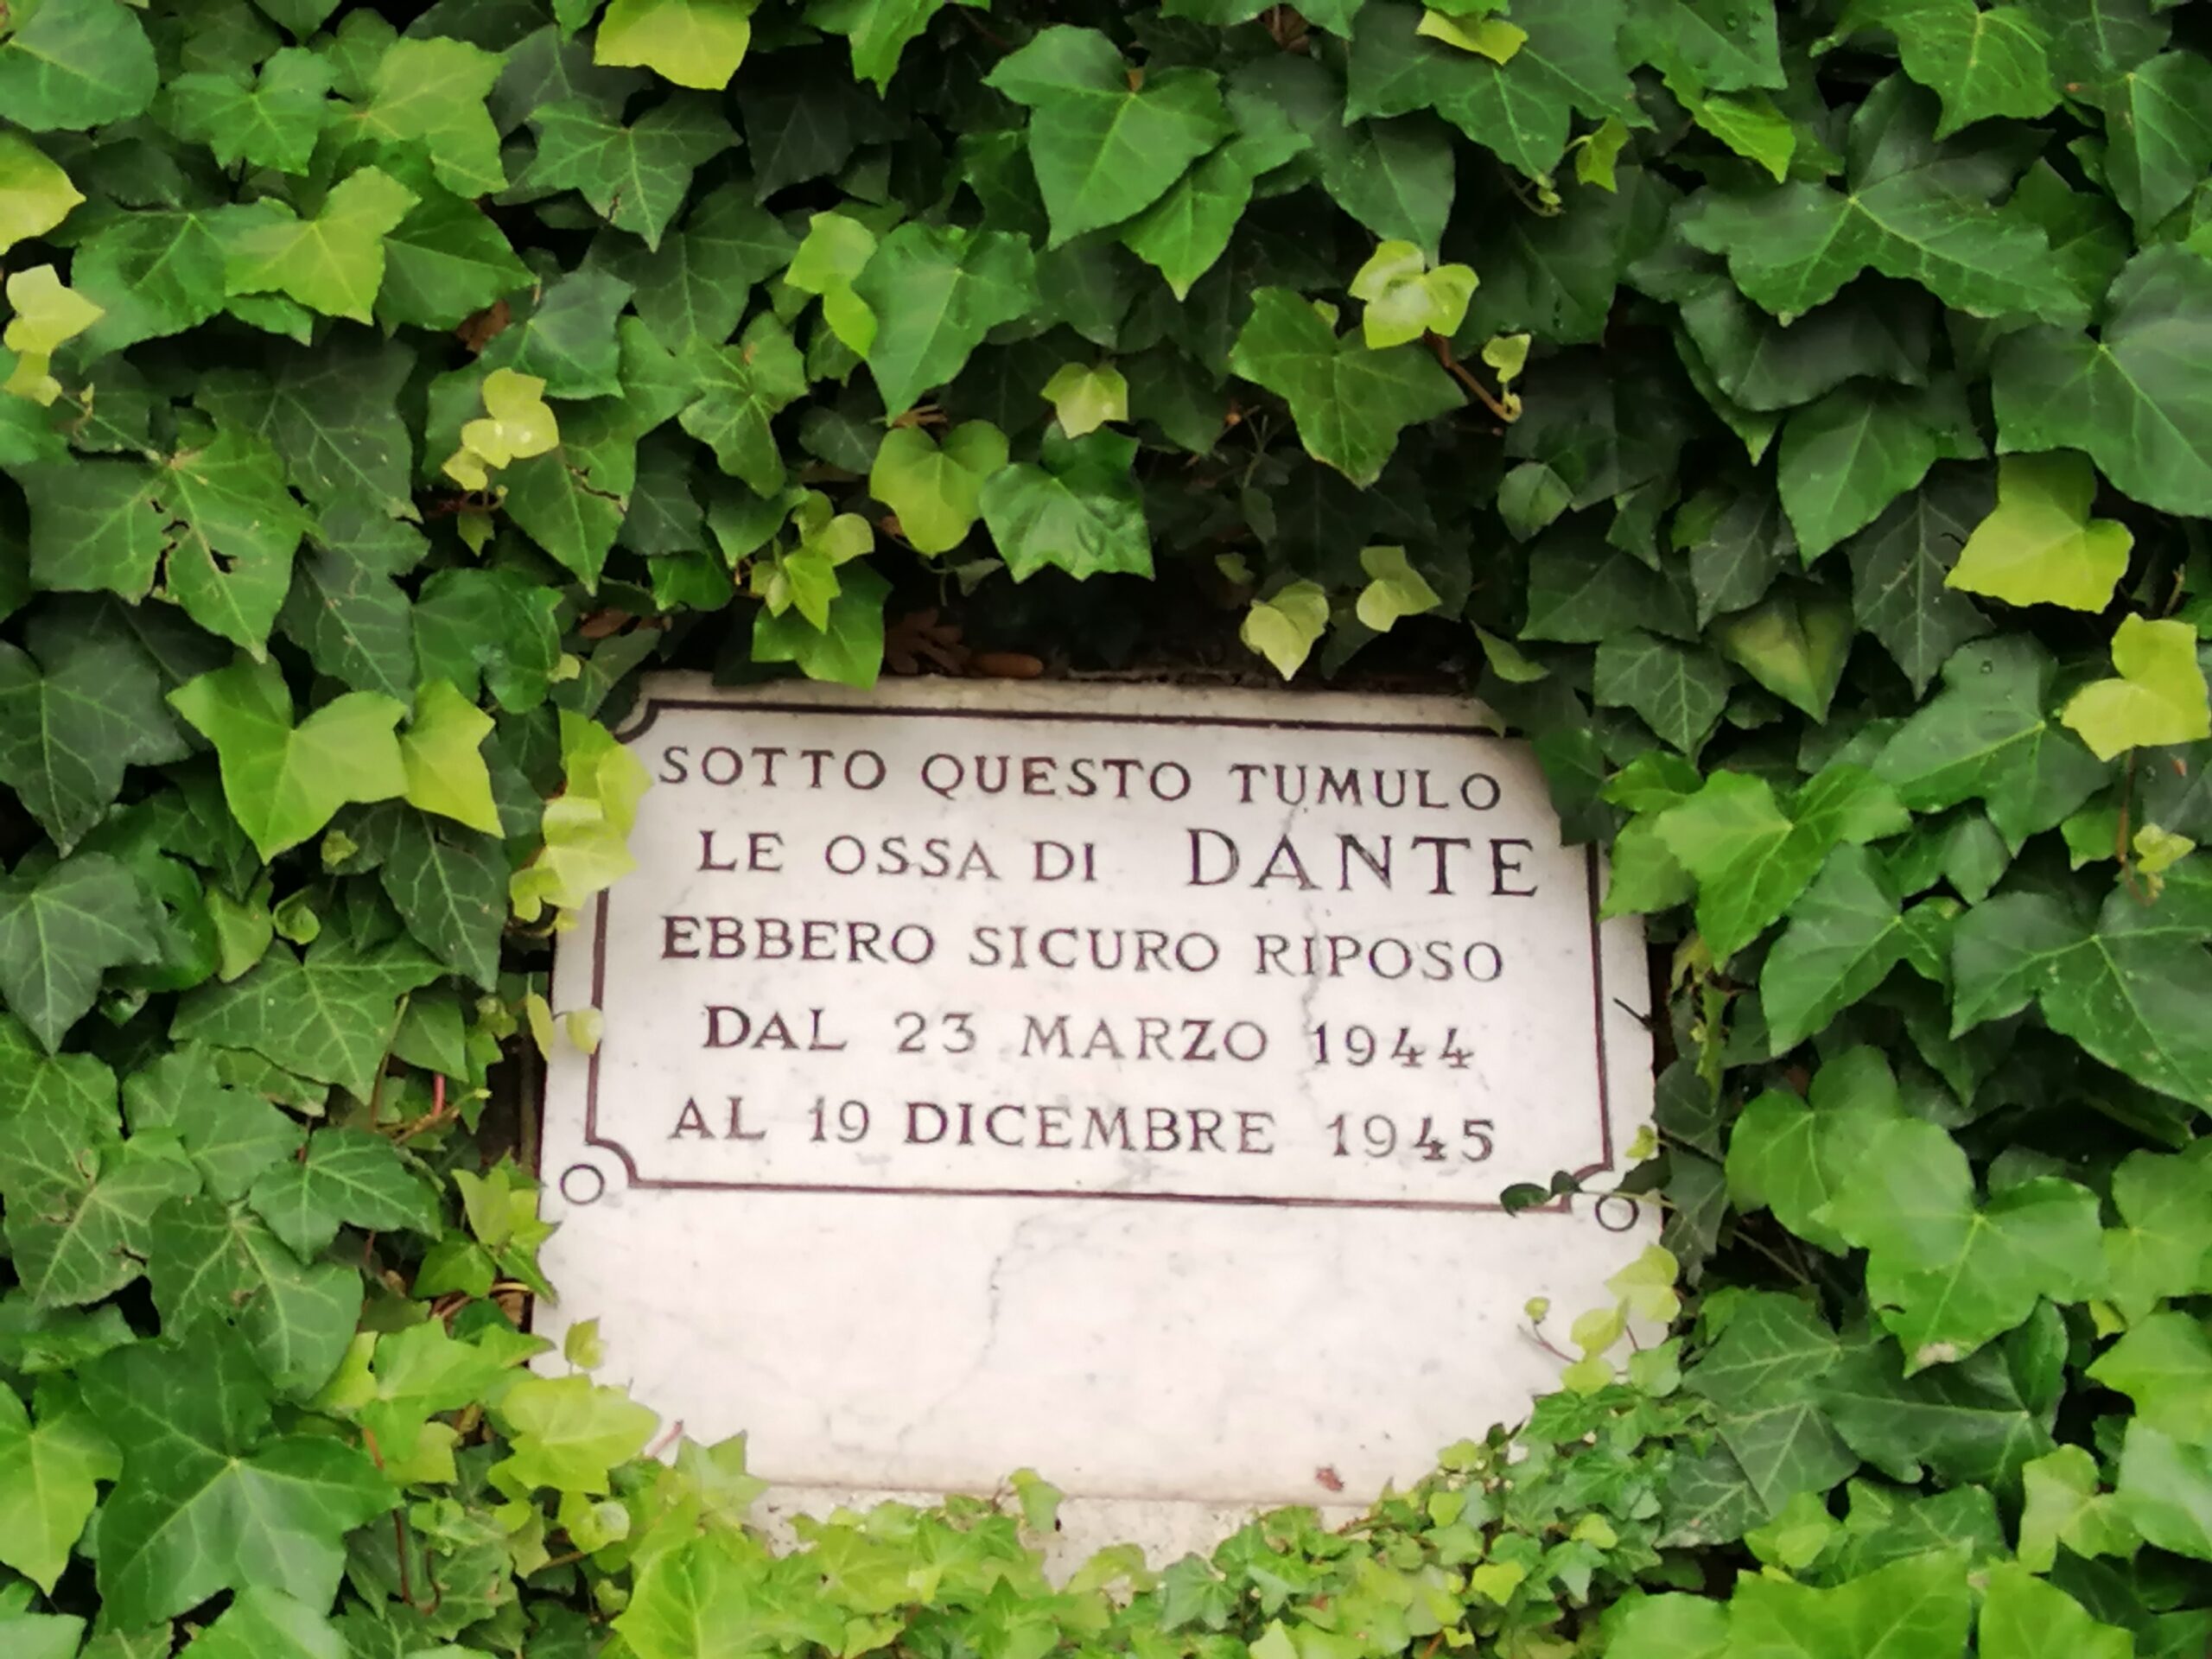 SOTTO QUESTO TUMULO
LE OSSA DI DANTE
EBBERO SICURO RIPOSO
DAL 23 MARZO 1944
AL 19 DICEMBRE 1945